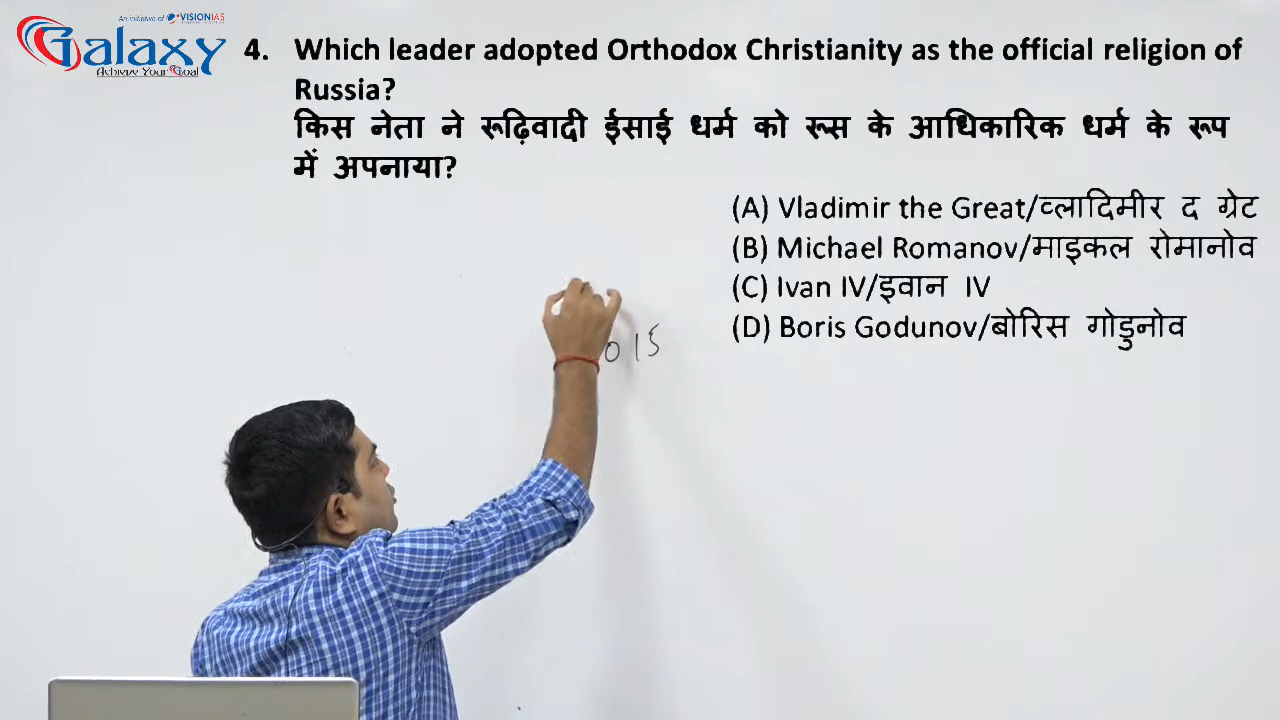 An initiative of VISIONIAS
Galaxy
Achieve Your Goal
4. Which leader adopted Orthodox Christianity as the official religion of
Russia?
किस नेता ने रूढ़िवादी ईसाई धर्म को रूस के आधिकारिक धर्म के रूप
में अपनाया?
(A) Vladimir the Great/व्लादिमीर द ग्रेट
(B) Michael Romanov/माइकल रोमानोव
(C) Ivan IV/इवान IV
(D) Boris Godunov/बोरिस गोडुनोव
015